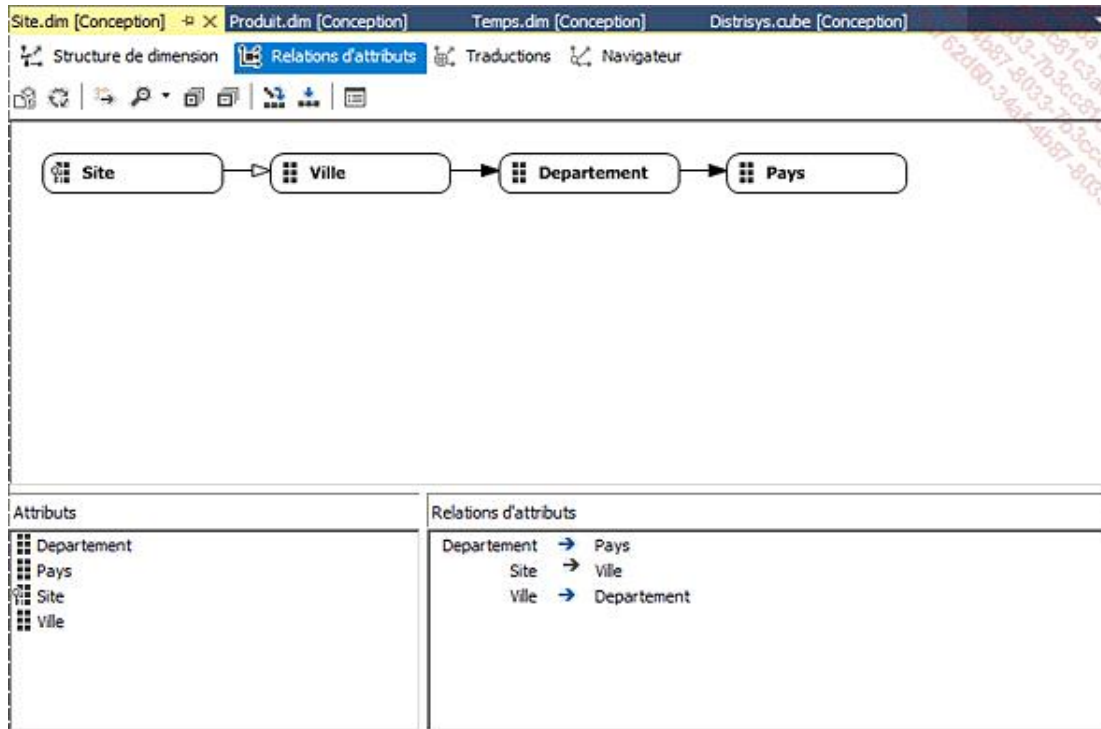 Site.dim [Conception] Produit.dim [Conception] Temps.dim [Conception] Distrisys.cube [Conception]
Structure de dimension Relations d'attributs Traductions Navigateur
Site Ville Departement Pays
Attributs Relations d'attributs
Departement Departement Pays
Pays Site Ville
Site Ville Departement
Ville